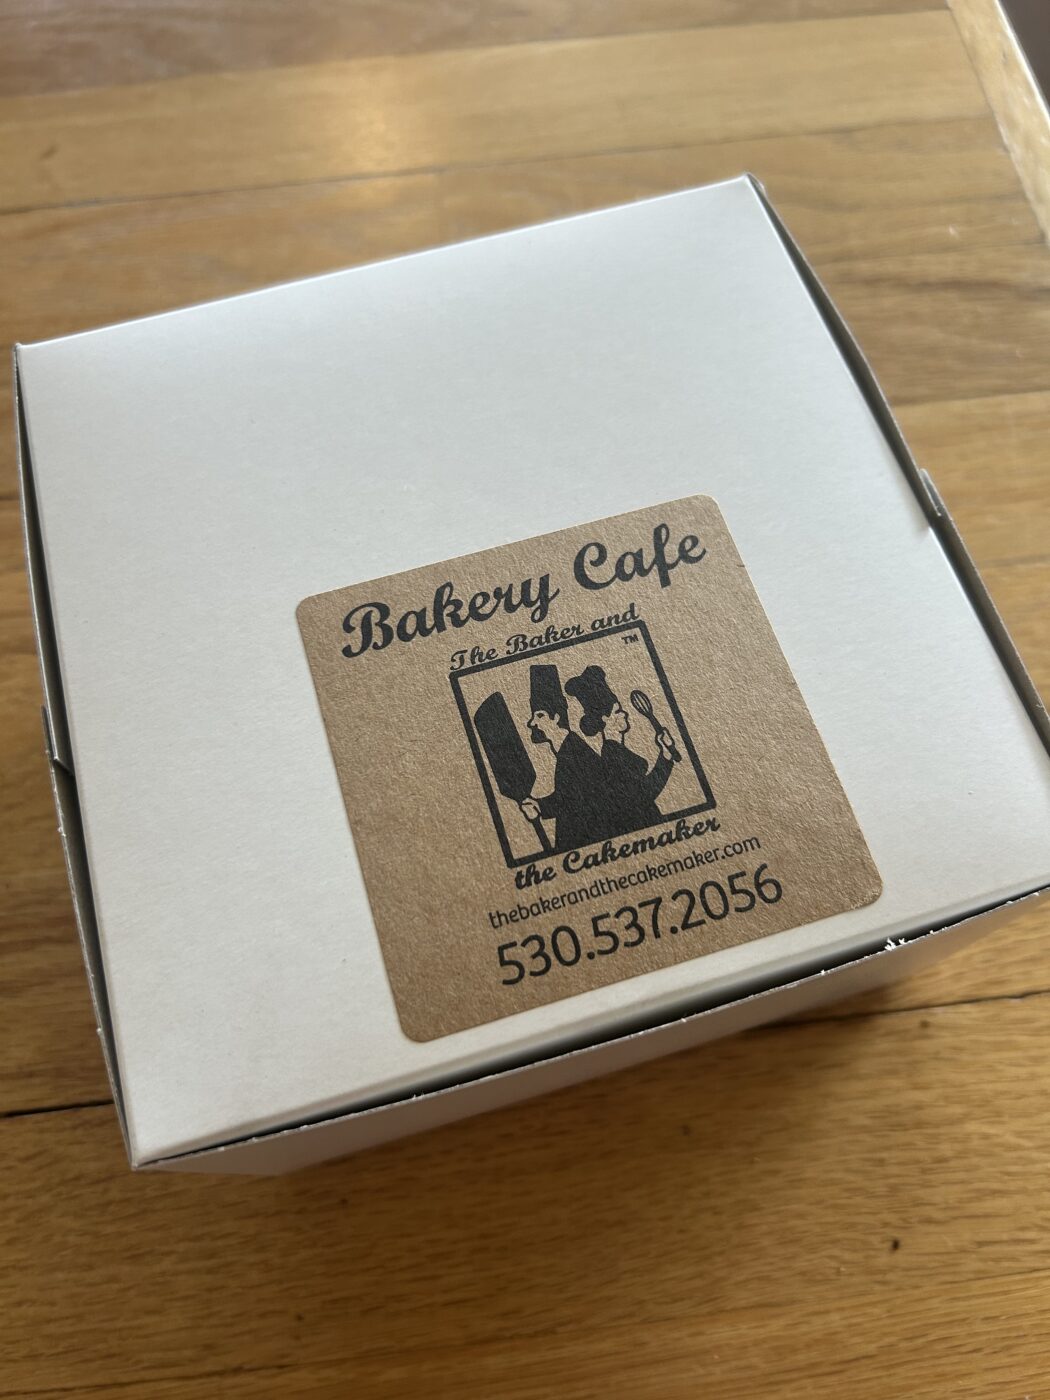 Bakery Cafe
The Baker and
™
the Cakemaker
thebakerandthecakemaker.com
530.537.2056